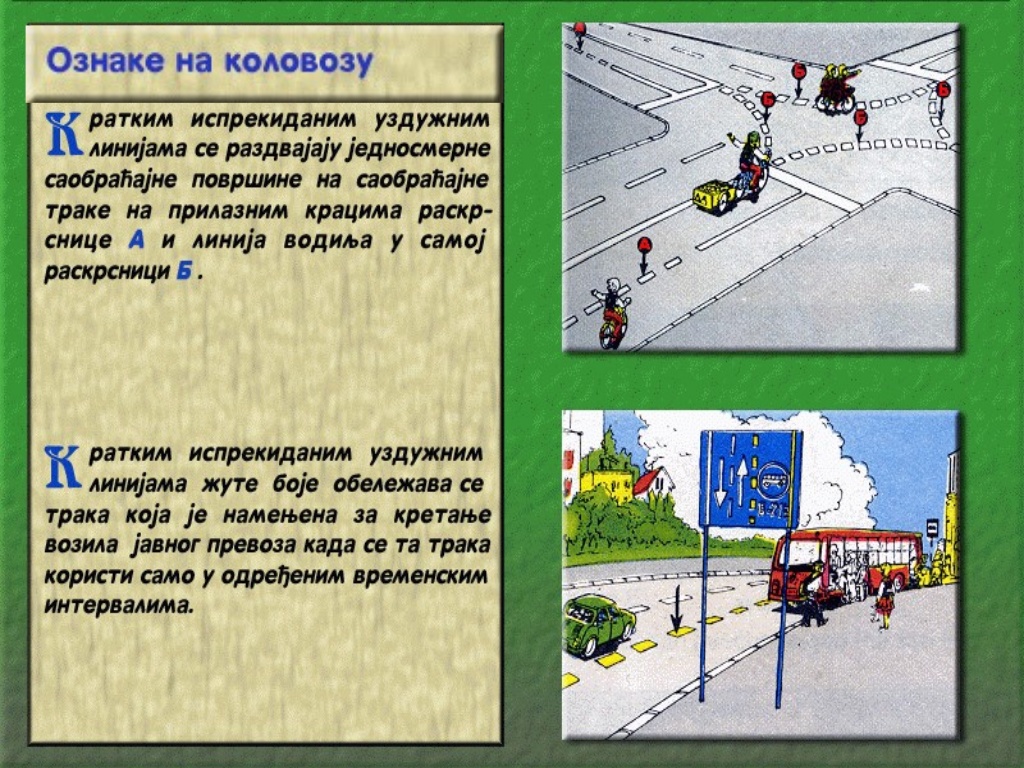 Ознаке на коловозу
Кратким испрекиданим уздужним
линијама се раздвајају једносмерне
саобраћајне површине на саобраћајне
траке на прилазним крацима раскр-
снице А и линија водиља у самој
раскрсници Б .
Кратким испрекиданим уздужним
линијама жуте боје обележава се
трака која је намењена за кретање
возила јавног превоза када се та трака
користи само у одређеним временским
интервалима.
Б
Б
Б
Б
А